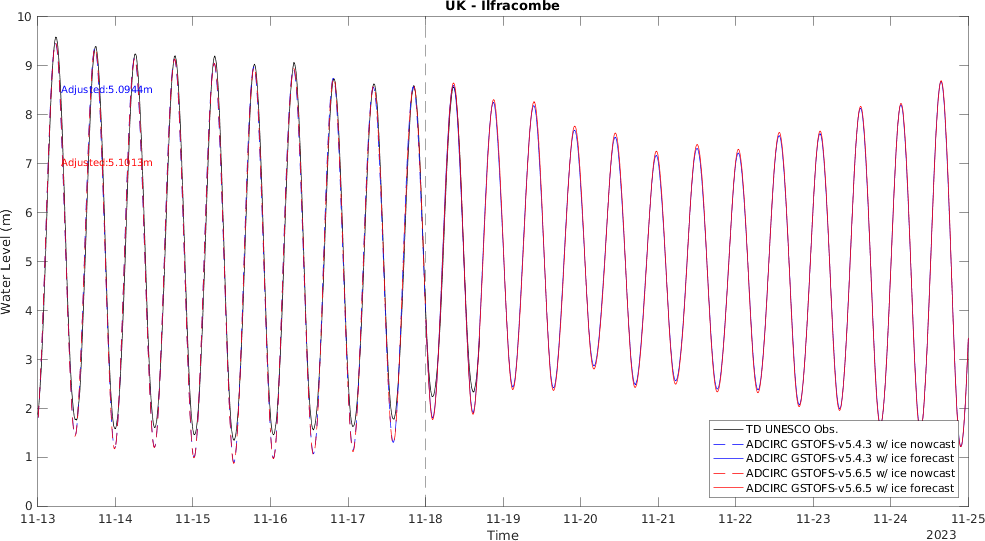 UK - Ilfracombe
10
9
8
7
6
5
4
3
2
1
0
Water Level (m)
Adjusted:5.0944m
Adjusted:5.1013m
TD UNESCO Obs.
ADCIRC GSTOFS-v5.4.3 w/ ice nowcast
ADCIRC GSTOFS-v5.4.3 w/ ice forecast
ADCIRC GSTOFS-v5.6.5 w/ ice nowcast
ADCIRC GSTOFS-v5.6.5 w/ ice forecast
11-13 11-14 11-15 11-16 11-17 11-18 11-19 11-20 11-21 11-22 11-23 11-24 11-25
Time
2023